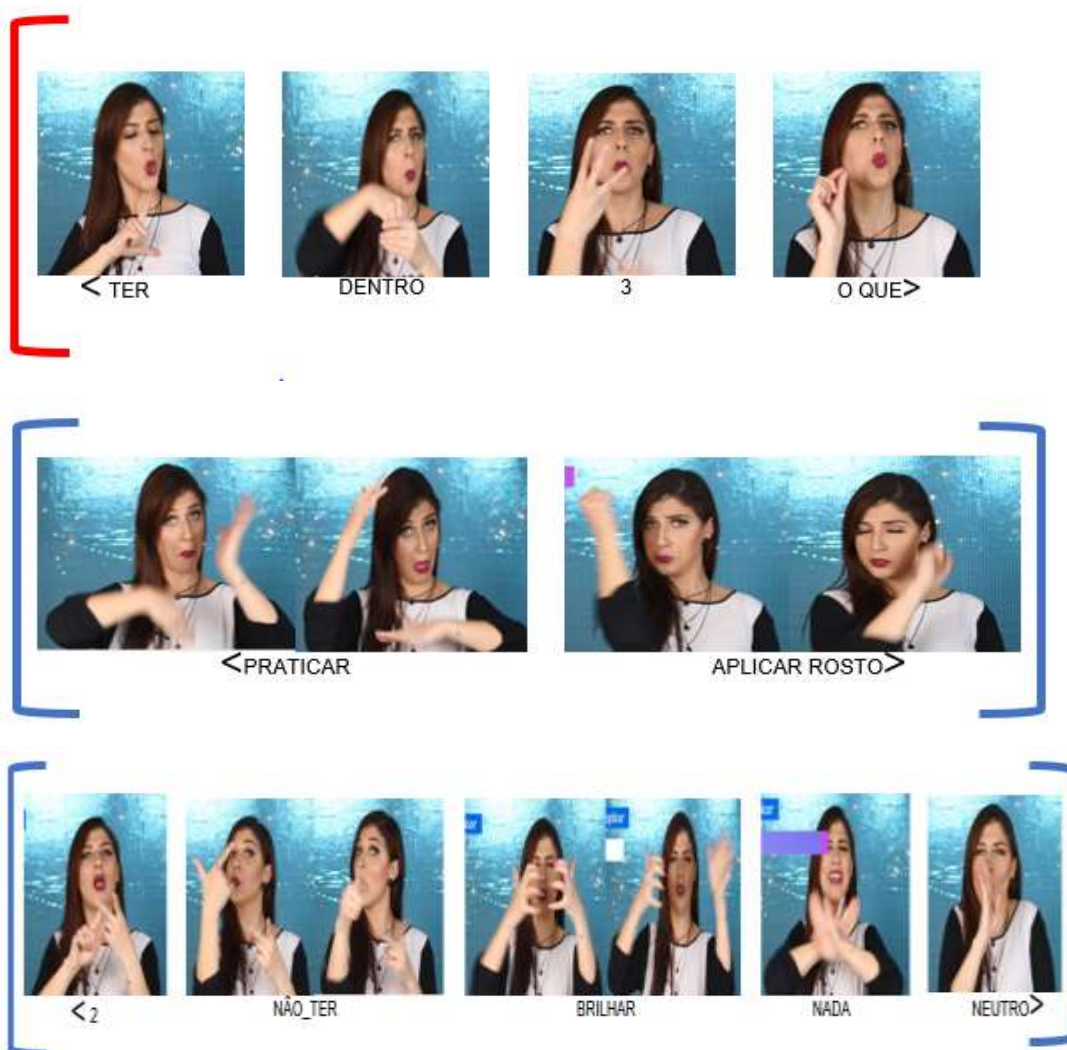 < TER DENTRO 3 O QUE>
<PRATICAR APLICAR ROSTO>
<2 NÃO_TER BRILHAR NADA NEUTRO>